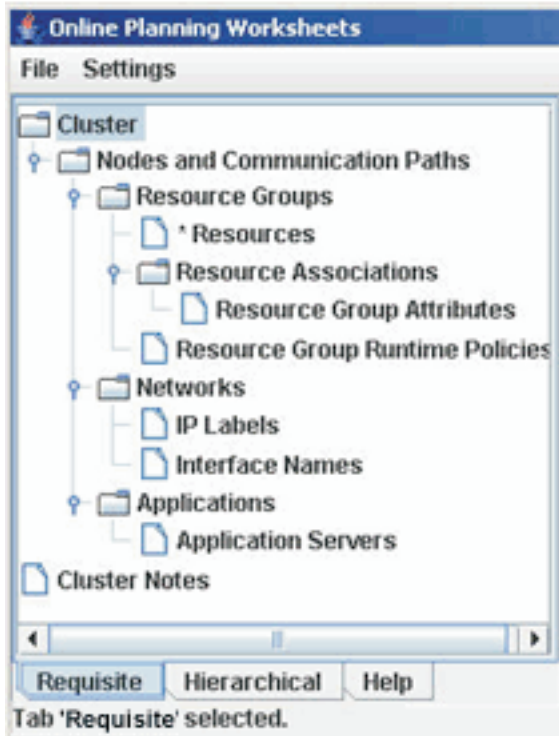 Online Planning Worksheets
File Settings
Cluster
Nodes and Communication Paths
Resource Groups
* Resources
Resource Associations
Resource Group Attributes
Resource Group Runtime Policies
Networks
IP Labels
Interface Names
Applications
Application Servers
Cluster Notes
Requisite Hierarchical Help
Tab 'Requisite' selected.